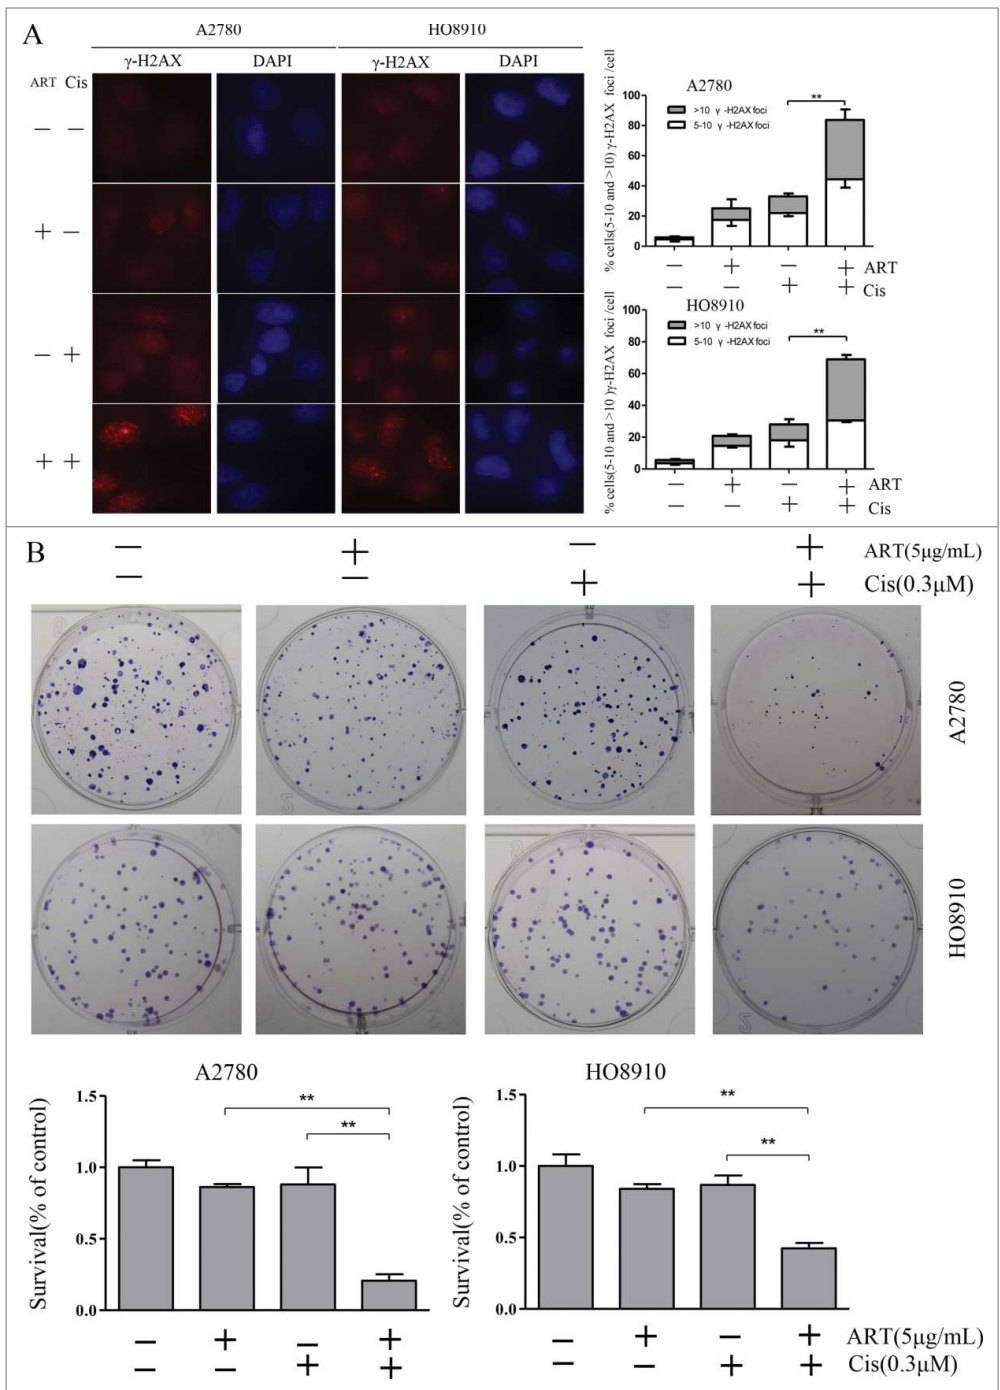 A
A2780 HO8910
γ-H2AX DAPI γ-H2AX DAPI
ART Cis
— —
+ —
— +
+ +
A2780
% cells(5-10 and >10) γ-H2AX foci /cell
100
80
60
40
20
0
>10 γ -H2AX foci
5-10 γ -H2AX foci
**
— + — + ART
— — + + Cis
HO8910
% cells(5-10 and >10 )γ-H2AX foci /cell
100
80
60
40
20
0
>10 γ -H2AX foci
5-10 γ -H2AX foci
**
— + — + ART
— — + + Cis
B
— + — + ART(5μg/mL)
— — + + Cis(0.3μM)
A2780
HO8910
A2780
Survival(% of control)
1.5
1.0
0.5
0.0
**
**
— + — + 
— — + +
HO8910
Survival(% of control)
1.5
1.0
0.5
0.0
**
**
— + — + ART(5μg/mL)
— — + + Cis(0.3μM)